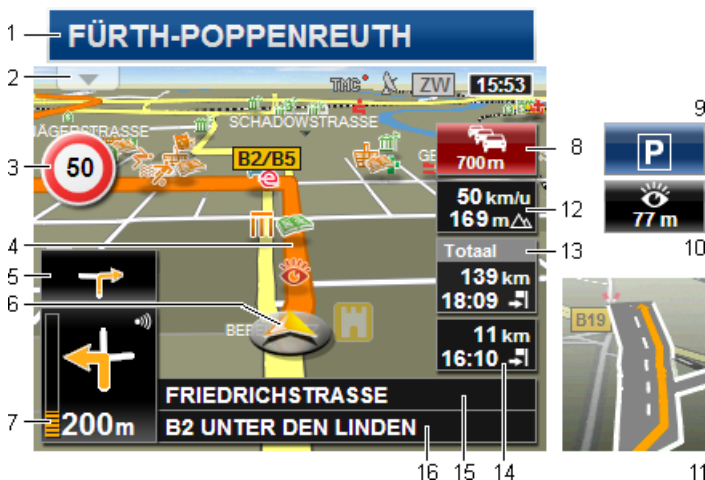 1 FÜRTH-POPPENREUTH
2 TMC ZW 15:53
9
JÄGERSTRASSE SCHADOWSTRASSE
3 50 B2/B5 700m 8 P
50 km/u
169 m 12 77 m
10
4 Totaal 13
5 139 km
18:09
6 B19
11 km
16:10
7 200m FRIEDRICHSTRASSE
B2 UNTER DEN LINDEN
16 15 14 11